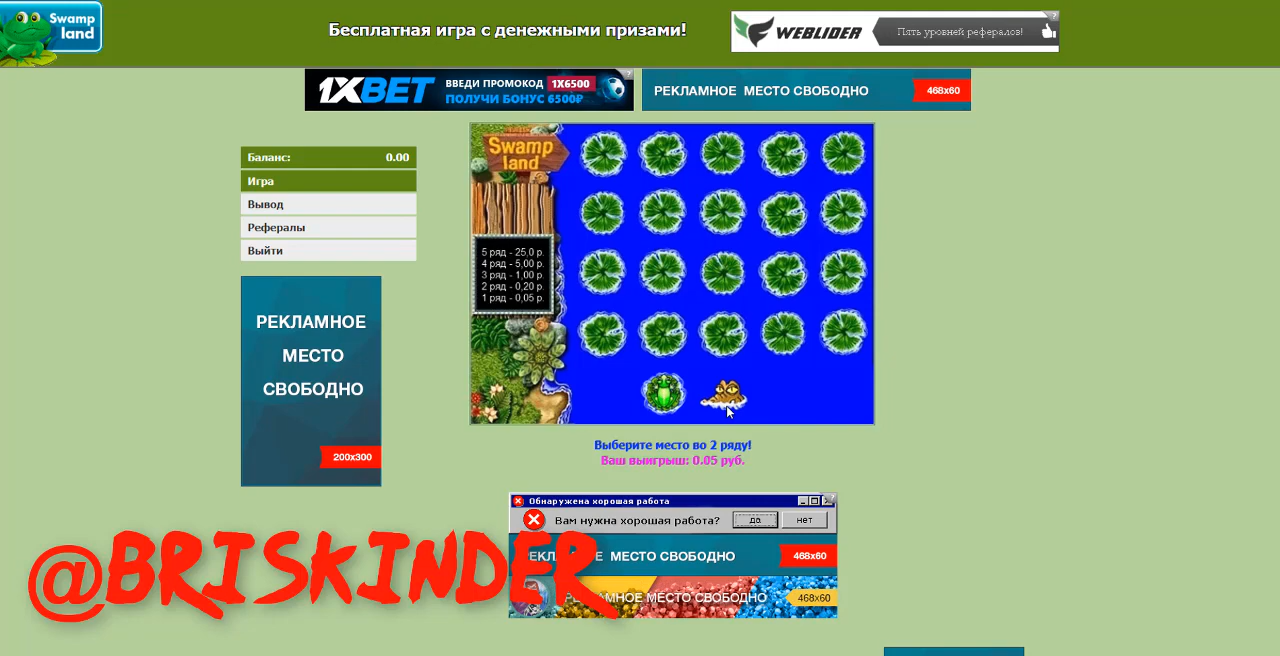 Swamp
land
Бесплатная игра с денежными призами!
WEBLIDER
Пять уровней рефералов!
1XBET
ВВЕДИ ПРОМОКОД 1X6500
ПОЛУЧИ БОНУС 6500₽
РЕКЛАМНОЕ МЕСТО СВОБОДНО
468x60
Баланс: 0.00
Игра
Вывод
Рефералы
Выйти
РЕКЛАМНОЕ
МЕСТО
СВОБОДНО
200x300
Swamp
land
5 ряд - 25,0 р.
4 ряд - 5,00 р.
3 ряд - 1,00 р.
2 ряд - 0,20 р.
1 ряд - 0,05 р.
Выберите место во 2 ряду!
Ваш выигрыш: 0.05 руб.
Обнаружена хорошая работа
Вам нужна хорошая работа?
да
нет
МЕСТО СВОБОДНО
468x60
МЕСТО СВОБОДНО
468x60
@BRISKINDER